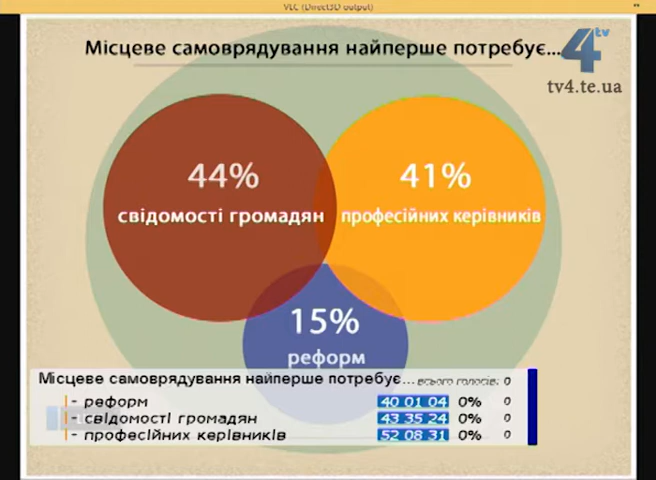 VLC (Direct3D output)
Місцеве самоврядування найперше потребує...
4 tv
tv4.te.ua
44%
свідомості громадян
41%
професійних керівників
15%
реформ
Місцеве самоврядування найперше потребує... всього голосів: 0
- реформ 40 01 04 0% 0
- свідомості громадян 43 35 24 0% 0
- професійних керівників 52 08 31 0% 0